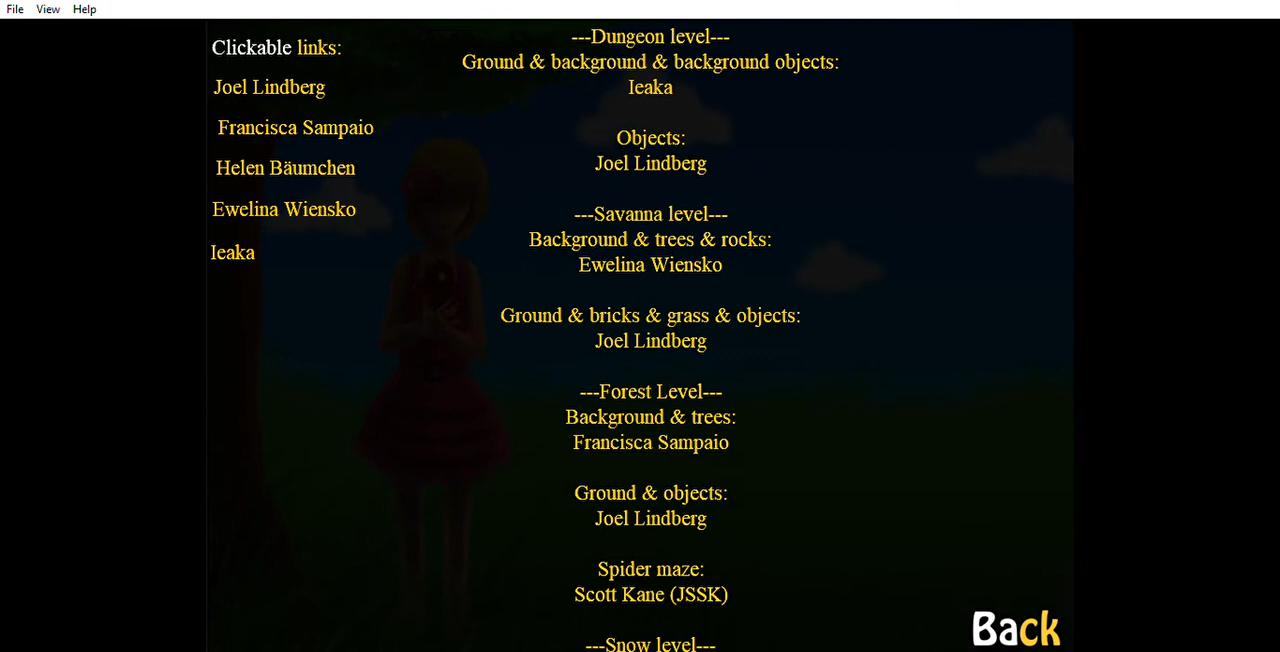 File View Help
Clickable links:
Joel Lindberg
Francisca Sampaio
Helen Bäumchen
Ewelina Wiensko
Ieaka
---Dungeon level---
Ground & background & background objects:
Ieaka
Objects:
Joel Lindberg
---Savanna level---
Background & trees & rocks:
Ewelina Wiensko
Ground & bricks & grass & objects:
Joel Lindberg
---Forest Level---
Background & trees:
Francisca Sampaio
Ground & objects:
Joel Lindberg
Spider maze:
Scott Kane (JSSK)
---Snow level---
Back